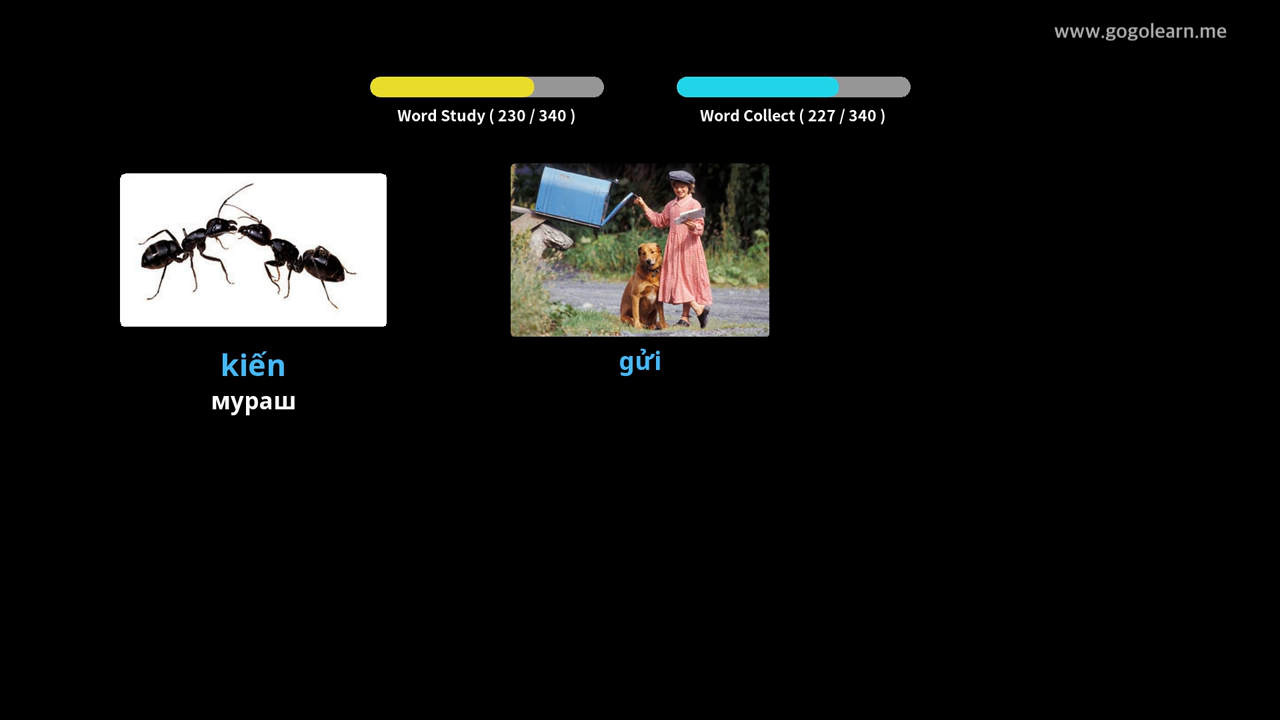 www.gogolearn.me
Word Study ( 230 / 340 )
Word Collect ( 227 / 340 )
kiến
мураш
gửi